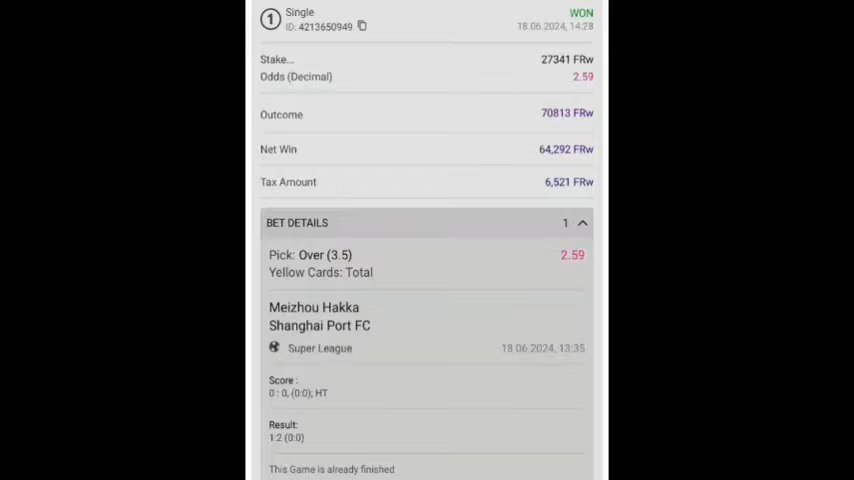 1 Single WON
ID: 4213650949 18.06.2024, 14:28
Stake... 27341 FRw
Odds (Decimal) 2.59
Outcome 70813 FRw
Net Win 64,292 FRw
Tax Amount 6,521 FRw
BET DETAILS 1
Pick: Over (3.5) 2.59
Yellow Cards: Total
Meizhou Hakka
Shanghai Port FC
Super League 18.06.2024, 13:35
Score :
0 : 0, (0:0); HT
Result:
1:2 (0:0)
This Game is already finished